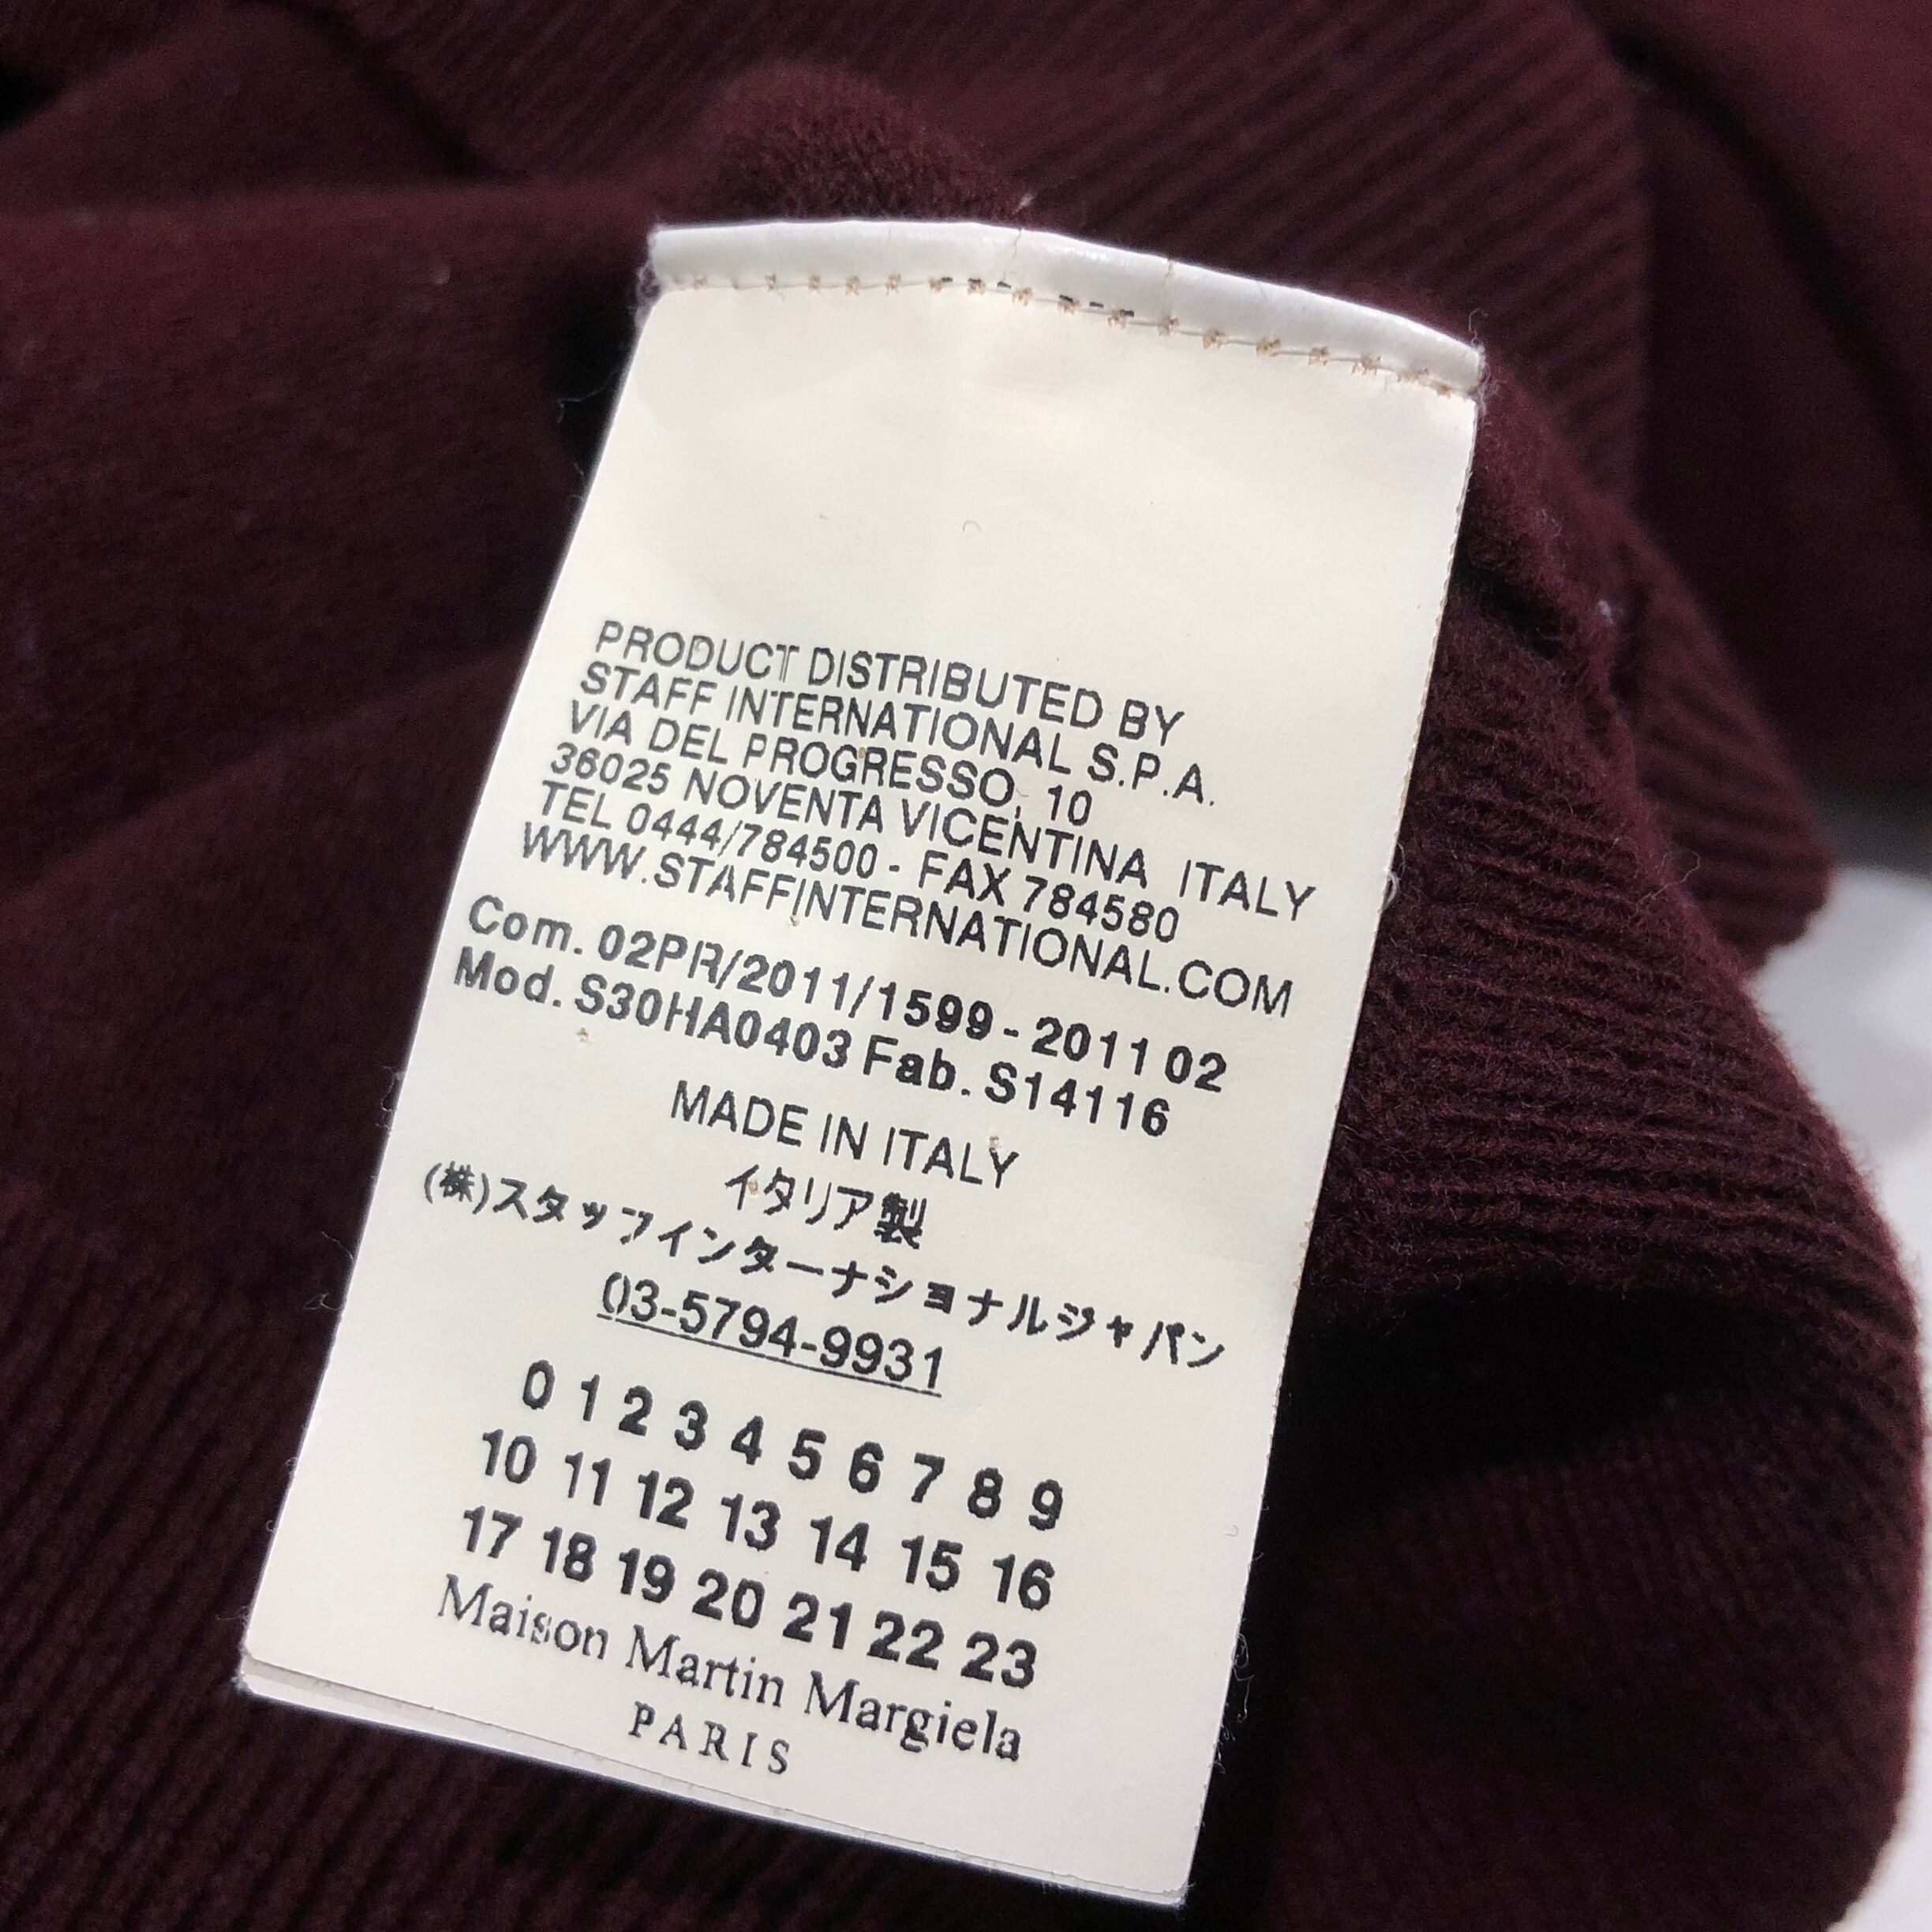 PRODUCT DISTRIBUTED BY
STAFF INTERNATIONAL S.P.A.
VIA DEL PROGRESSO, 10
36025 NOVENTA VICENTINA ITALY
TEL 0444/784500 - FAX 784580
WWW.STAFFINTERNATIONAL.COM
Com. 02PR/2011/1599 - 2011 02
Mod. S30HA0403 Fab. S14116
MADE IN ITALY
イタリア製
(株)スタッフインターナショナルジャパン
03-5794-9931
0 1 2 3 4 5 6 7 8 9
10 11 12 13 14 15 16
17 18 19 20 21 22 23
Maison Martin Margiela
PARIS